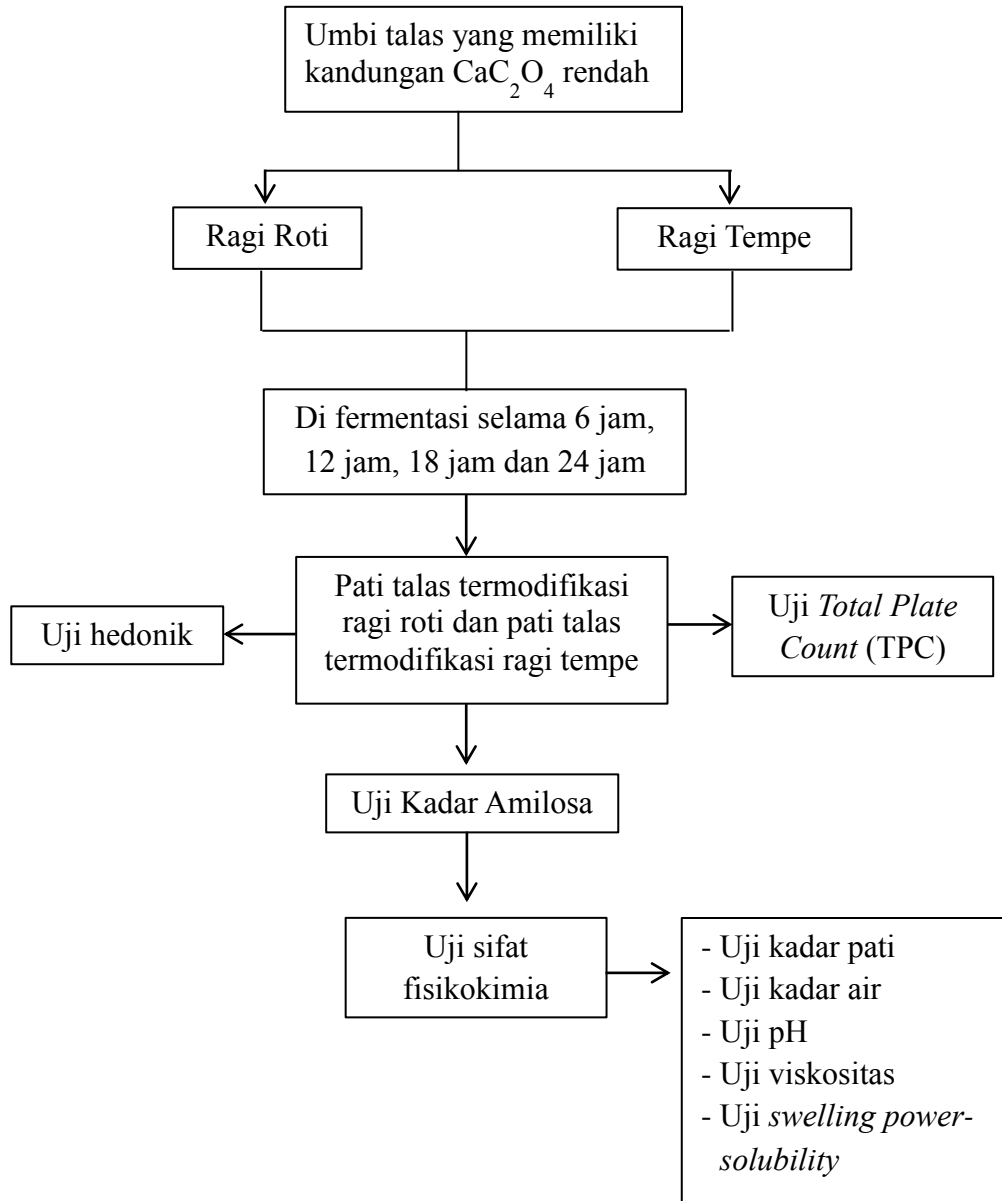 Umbi talas yang memiliki
kandungan CaC₂O₄ rendah
Ragi Roti
Ragi Tempe
Di fermentasi selama 6 jam,
12 jam, 18 jam dan 24 jam
Uji hedonik
Pati talas termodifikasi
ragi roti dan pati talas
termodifikasi ragi tempe
Uji Total Plate
Count (TPC)
Uji Kadar Amilosa
Uji sifat
fisikokimia
- Uji kadar pati
- Uji kadar air
- Uji pH
- Uji viskositas
- Uji swelling power-
solubility